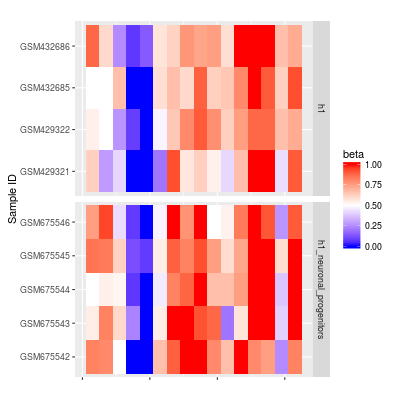 Sample ID
GSM432686
GSM432685
GSM429322
GSM429321
h1
GSM675546
GSM675545
GSM675544
GSM675543
GSM675542
h1_neuronal_progenitors
beta
1.00
0.75
0.50
0.25
0.00